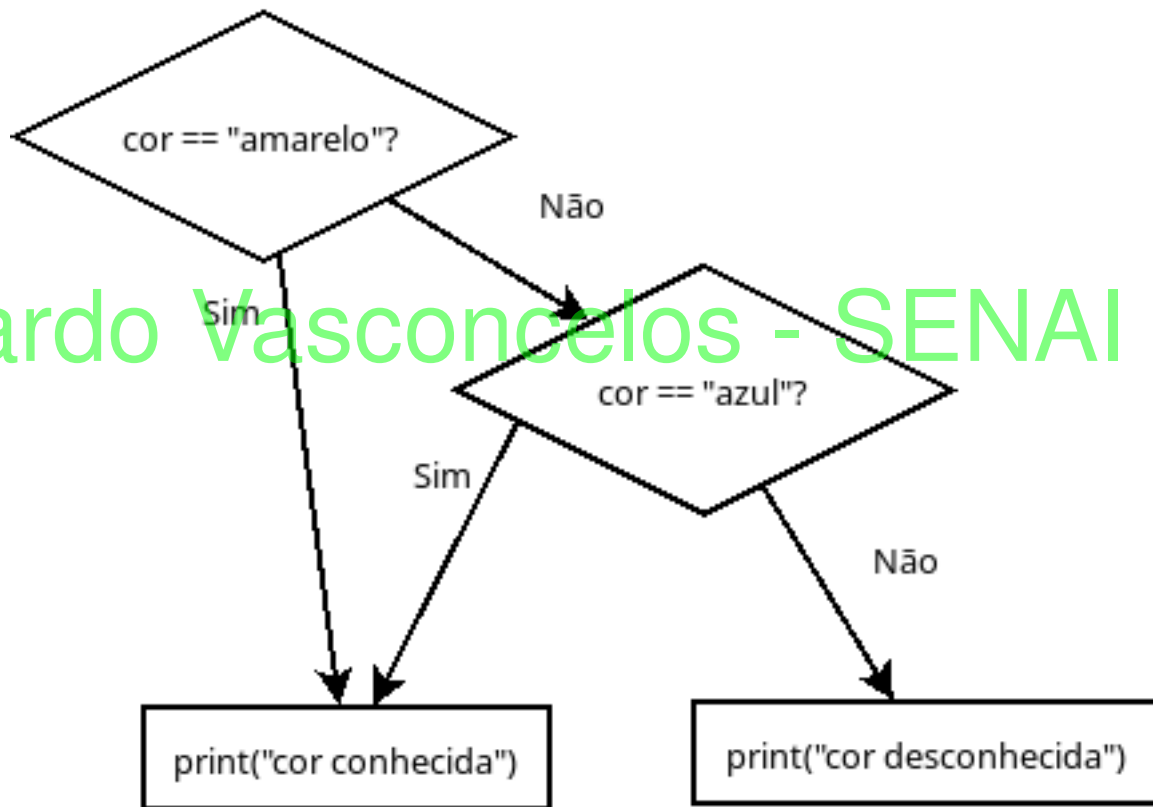 cor == "amarelo"?
Não
Sim
ardo Vasconcelos - SENAI
cor == "azul"?
Sim
Não
print("cor conhecida")
print("cor desconhecida")